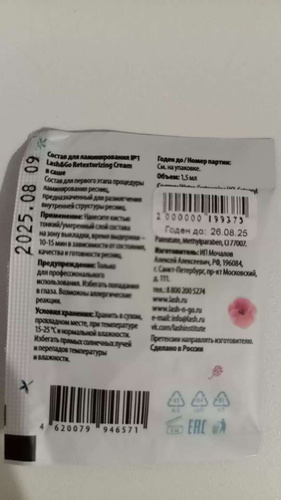 2025.08 09
Состав для ламинирования №1
Lash&Go Retexturizing Cream
в саше
Состав для первого этапа процедуры
ламинирования ресниц.
Предназначенный для размягчения
внутренней структуры ресниц.
Применение: Нанесите кистью
тонкий/умеренный слой состава
на зону выкладки, время выдержки –
10-15 мин в зависимости от состояния,
качества и готовности ресниц.
Предупреждение: Только
для профессионального
использования. Избегать попадания
в глаза. Возможны аллергические
реакции.
Условия хранения: Хранить в сухом,
прохладном месте, при температуре
15-25 °С и нормальной влажности.
Избегать прямых солнечных лучей
и перепадов температуры
и влажности.
4 620079 946571
Годен до / Номер партии:
См. на упаковке.
Объем: 1,5 мл
2 000000 199375
Годен до: 26.08.25
Palmitate, Methylparaben, CI 77007.
Изготовитель: ИП Мочалов
Алексей Алексеевич, РФ, 196084,
г. Санкт-Петербург, пр-кт Московский,
д. 111.
тел.: 8 800 200 5274
www.lash.ru
www.lash-n-go.ru
e-mail: info@lash.ru
vk.com/lashinstitute
Претензии направлять изготовителю.
Сделано в России
EAC